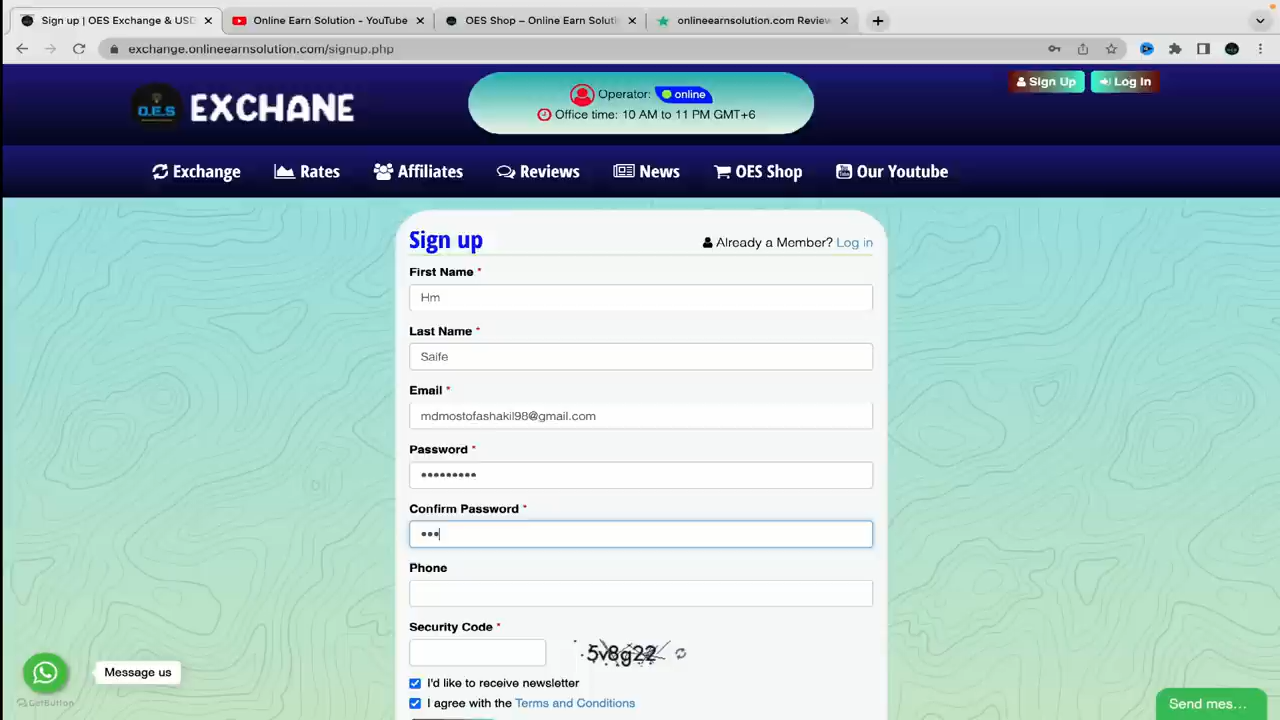 Sign up | OES Exchange & USD
Online Earn Solution - YouTube
OES Shop – Online Earn Soluti
onlineearnsolution.com Review
exchange.onlineearnsolution.com/signup.php
O.E.S EXCHANE
Operator: online
Office time: 10 AM to 11 PM GMT+6
Sign Up
Log In
Exchange
Rates
Affiliates
Reviews
News
OES Shop
Our Youtube
Sign up
Already a Member? Log in
First Name *
Hm
Last Name *
Saife
Email *
mdmostofashakil98@gmail.com
Password *
•••••••••
Confirm Password *
•••
Phone
Security Code *
5v8g22
I'd like to receive newsletter
I agree with the Terms and Conditions
Message us
GetButton
Send mes...